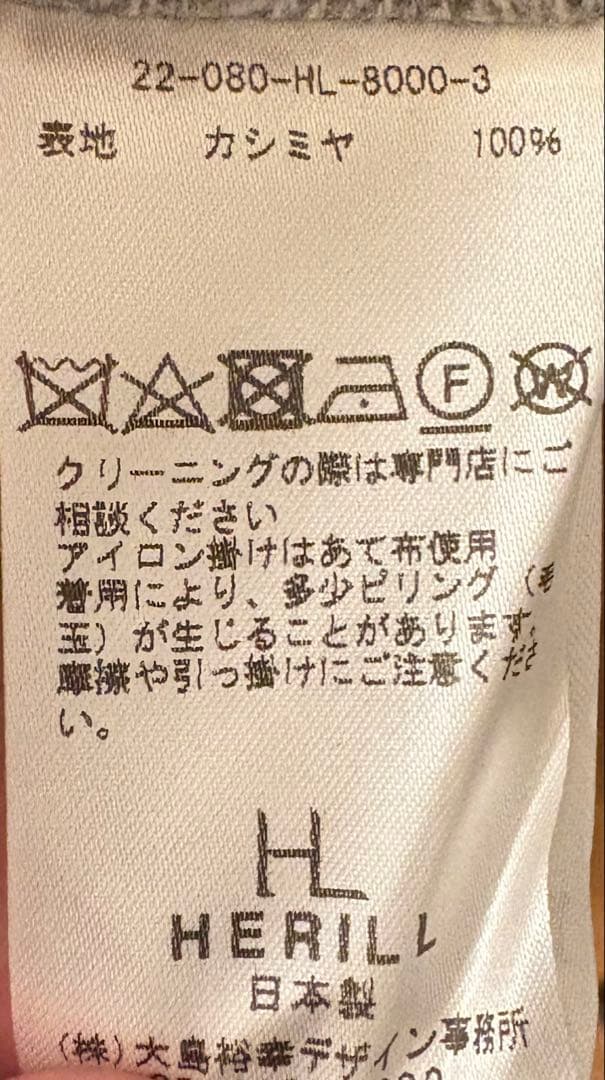 22-080-HL-8000-3
表地 カシミヤ 100%
F
W
クリーニングの際は専門店にご
相談ください
アイロン掛けはあて布使用
着用により、多少ピリング（毛
玉）が生じることがあります。
摩擦や引っ掛けにご注意くださ
い。
HL
HERILL
日本製
（株）大
デザイン事務所